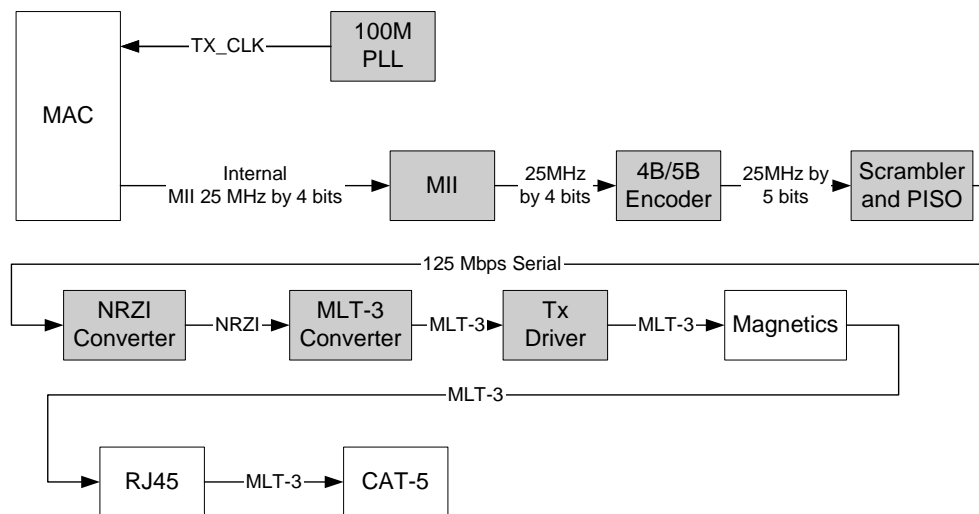 100M
PLL
TX_CLK
MAC
Internal
MII 25 MHz by 4 bits
MII
25MHz
by 4 bits
4B/5B
Encoder
25MHz by
5 bits
Scrambler
and PISO
125 Mbps Serial
NRZI
Converter
NRZI
MLT-3
Converter
MLT-3
Tx
Driver
MLT-3
Magnetics
MLT-3
RJ45
MLT-3
CAT-5